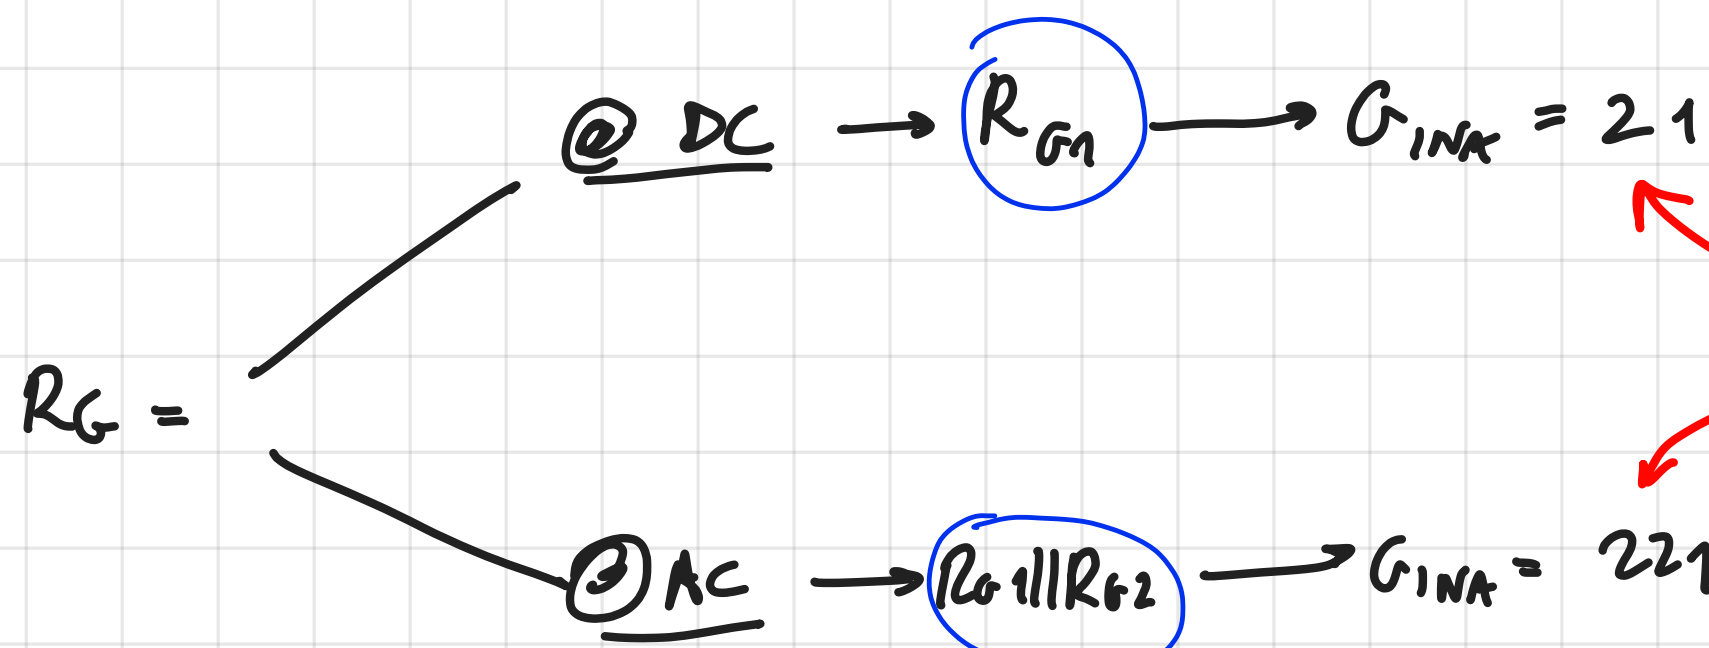 @ DC → RG1 → GINA = 21
RG =
@ AC → RG1||RG2 → GINA = 221